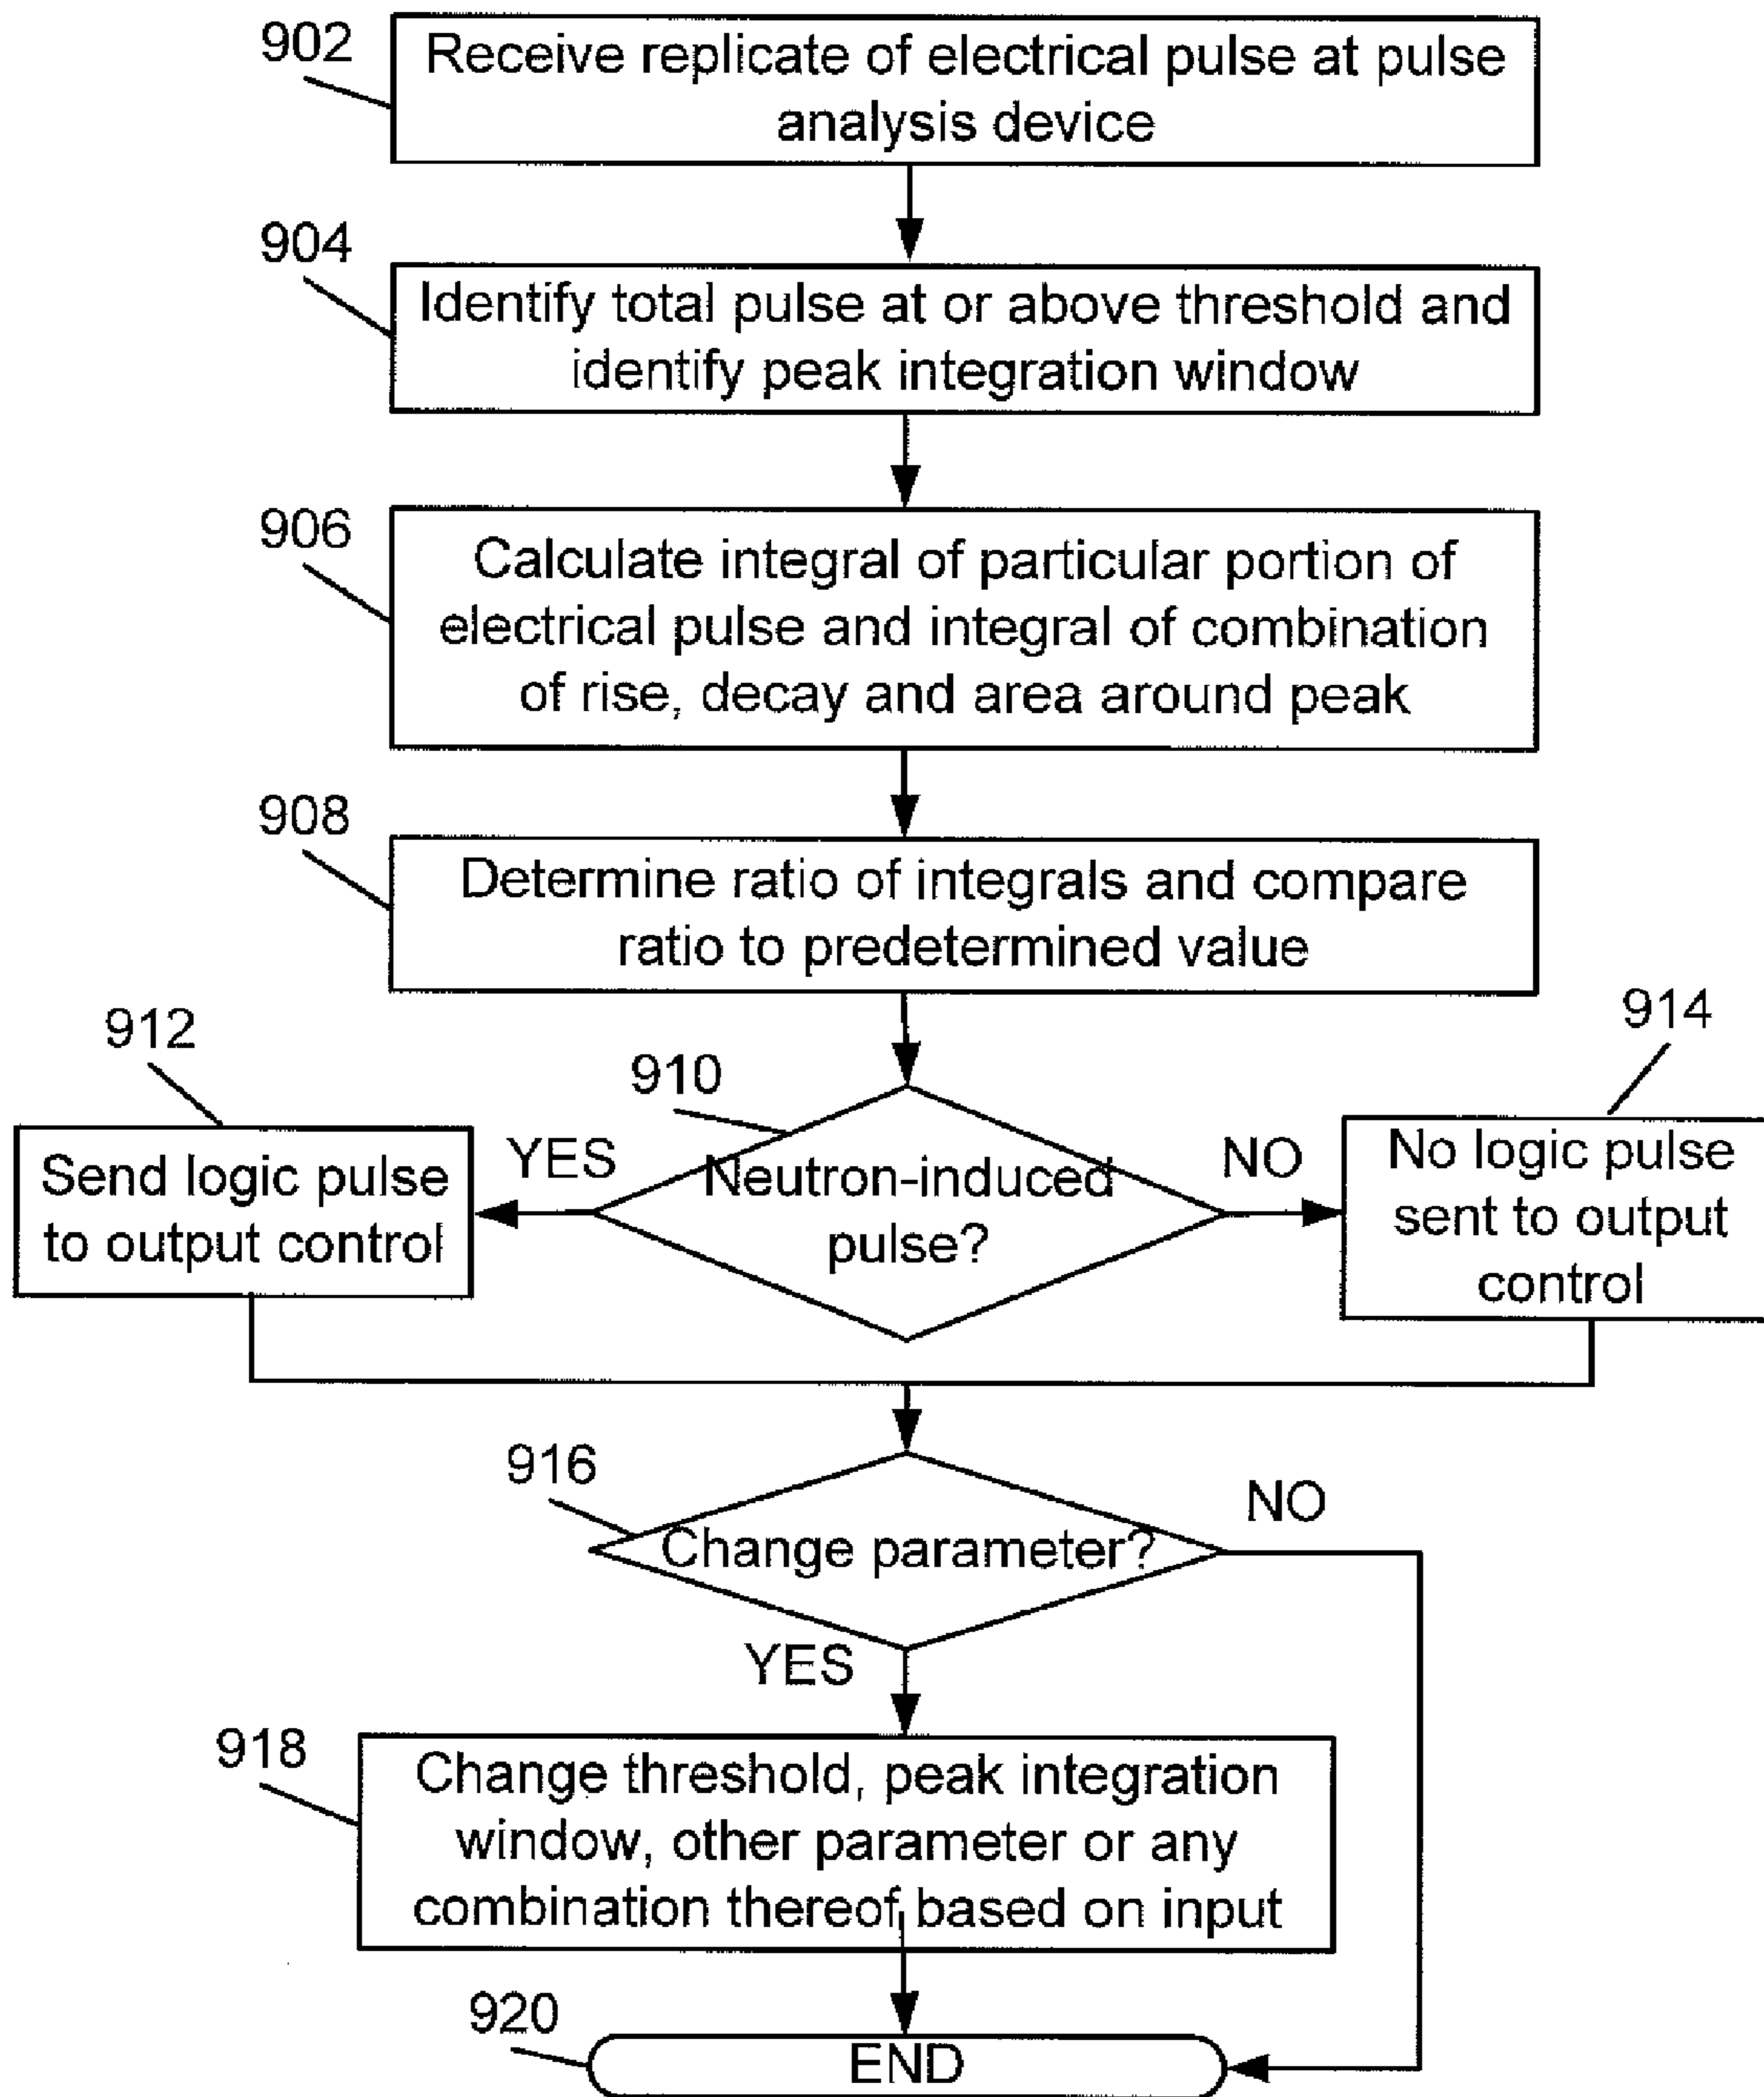 902
Receive replicate of electrical pulse at pulse
analysis device
904
Identify total pulse at or above threshold and
identify peak integration window
906
Calculate integral of particular portion of
electrical pulse and integral of combination
of rise, decay and area around peak
908
Determine ratio of integrals and compare
ratio to predetermined value
912
914
910
Send logic pulse
to output control
YES
Neutron-induced
pulse?
NO
No logic pulse
sent to output
control
916
Change parameter?
NO
YES
918
Change threshold, peak integration
window, other parameter or any
combination thereof based on input
920
END